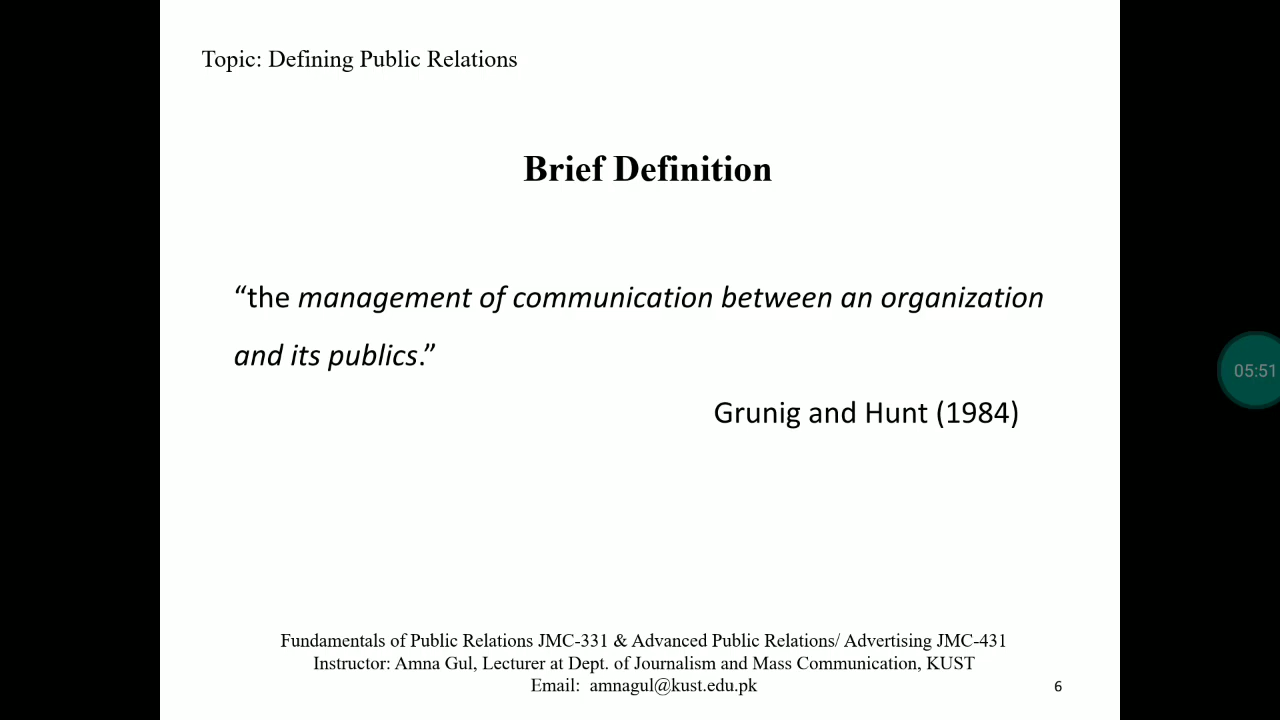 Topic: Defining Public Relations
Brief Definition
“the management of communication between an organization
and its publics.”
Grunig and Hunt (1984)
05:51
Fundamentals of Public Relations JMC-331 & Advanced Public Relations/ Advertising JMC-431
Instructor: Amna Gul, Lecturer at Dept. of Journalism and Mass Communication, KUST
Email:  amnagul@kust.edu.pk
6